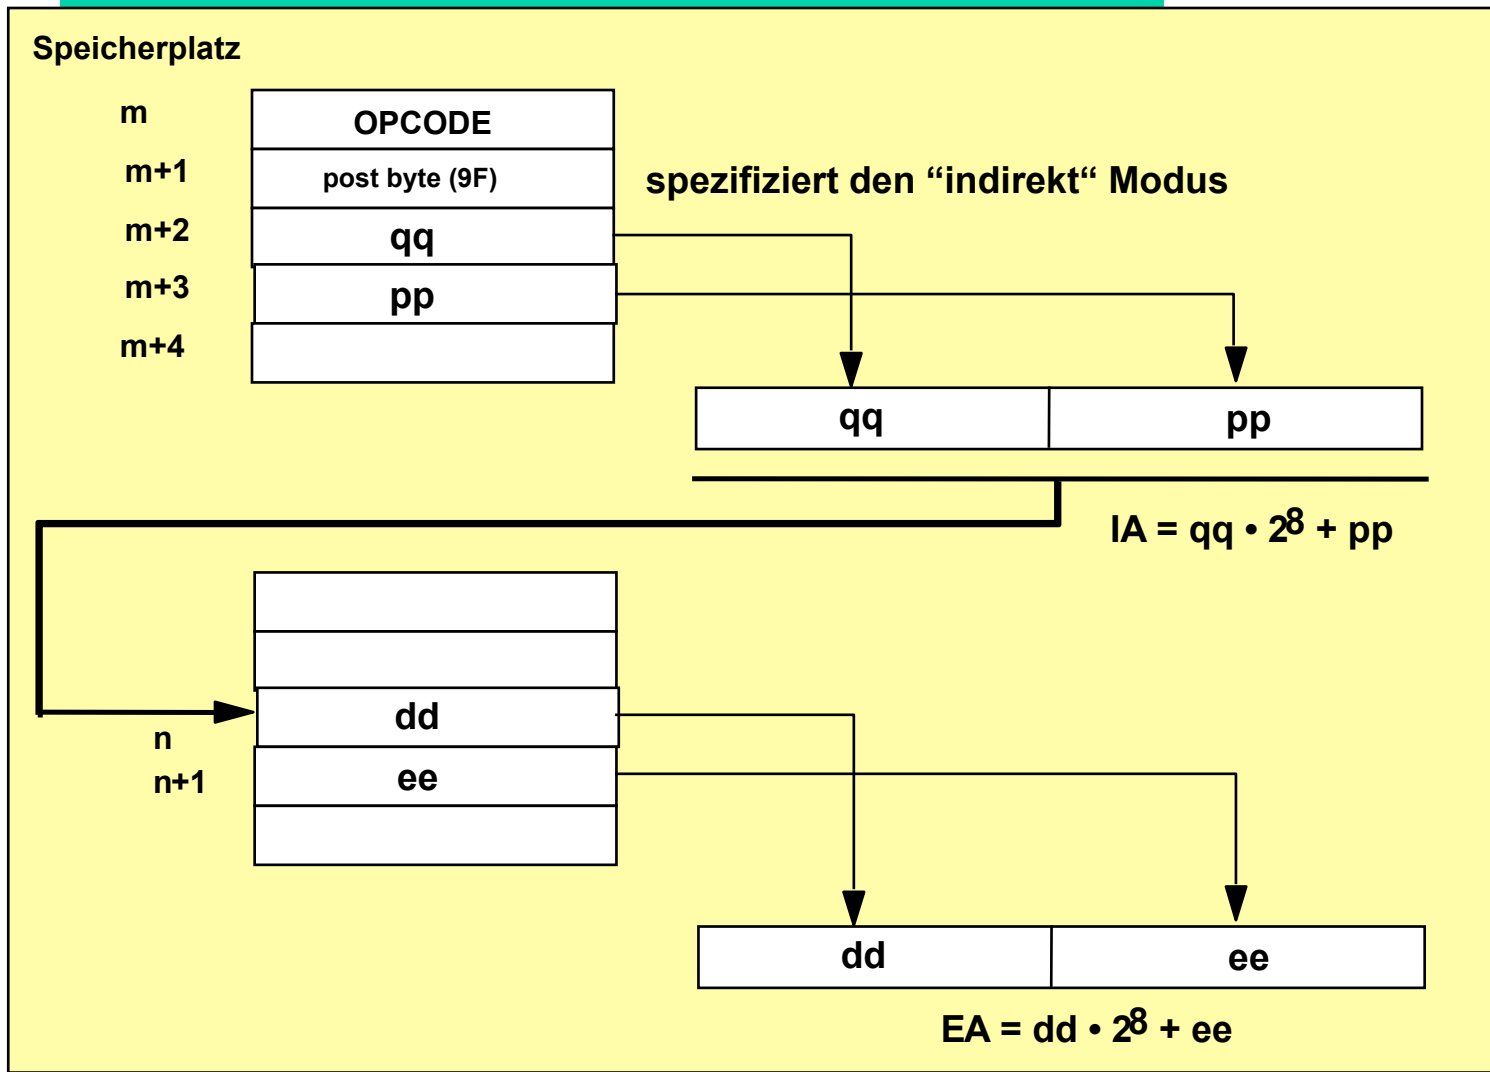 Speicherplatz
m
OPCODE
m+1
post byte (9F)
spezifiziert den “indirekt“ Modus
m+2
qq
m+3
pp
m+4
qq
pp
IA = qq • 2⁸ + pp
dd
n
n+1
ee
dd
ee
EA = dd • 2⁸ + ee